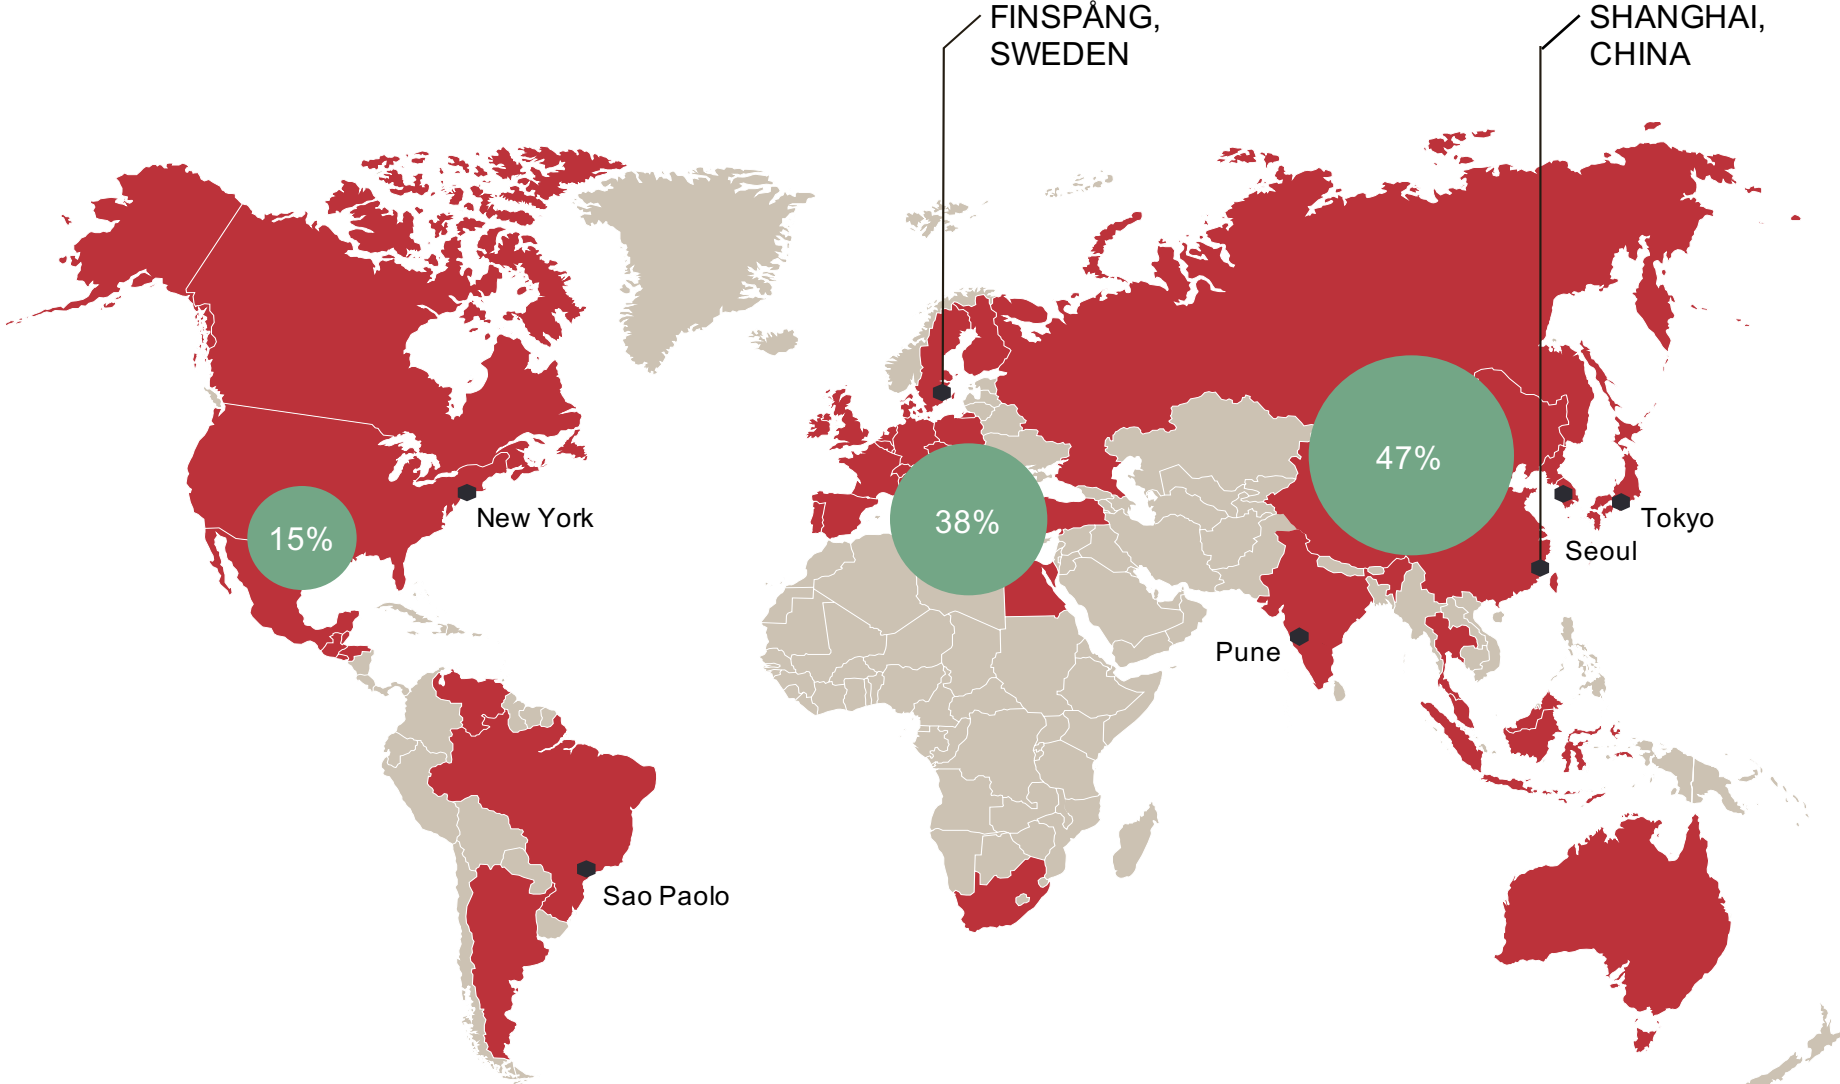 FINSPÅNG,
SWEDEN
SHANGHAI,
CHINA
47%
New York
38%
15%
Tokyo
Seoul
Pune
Sao Paolo